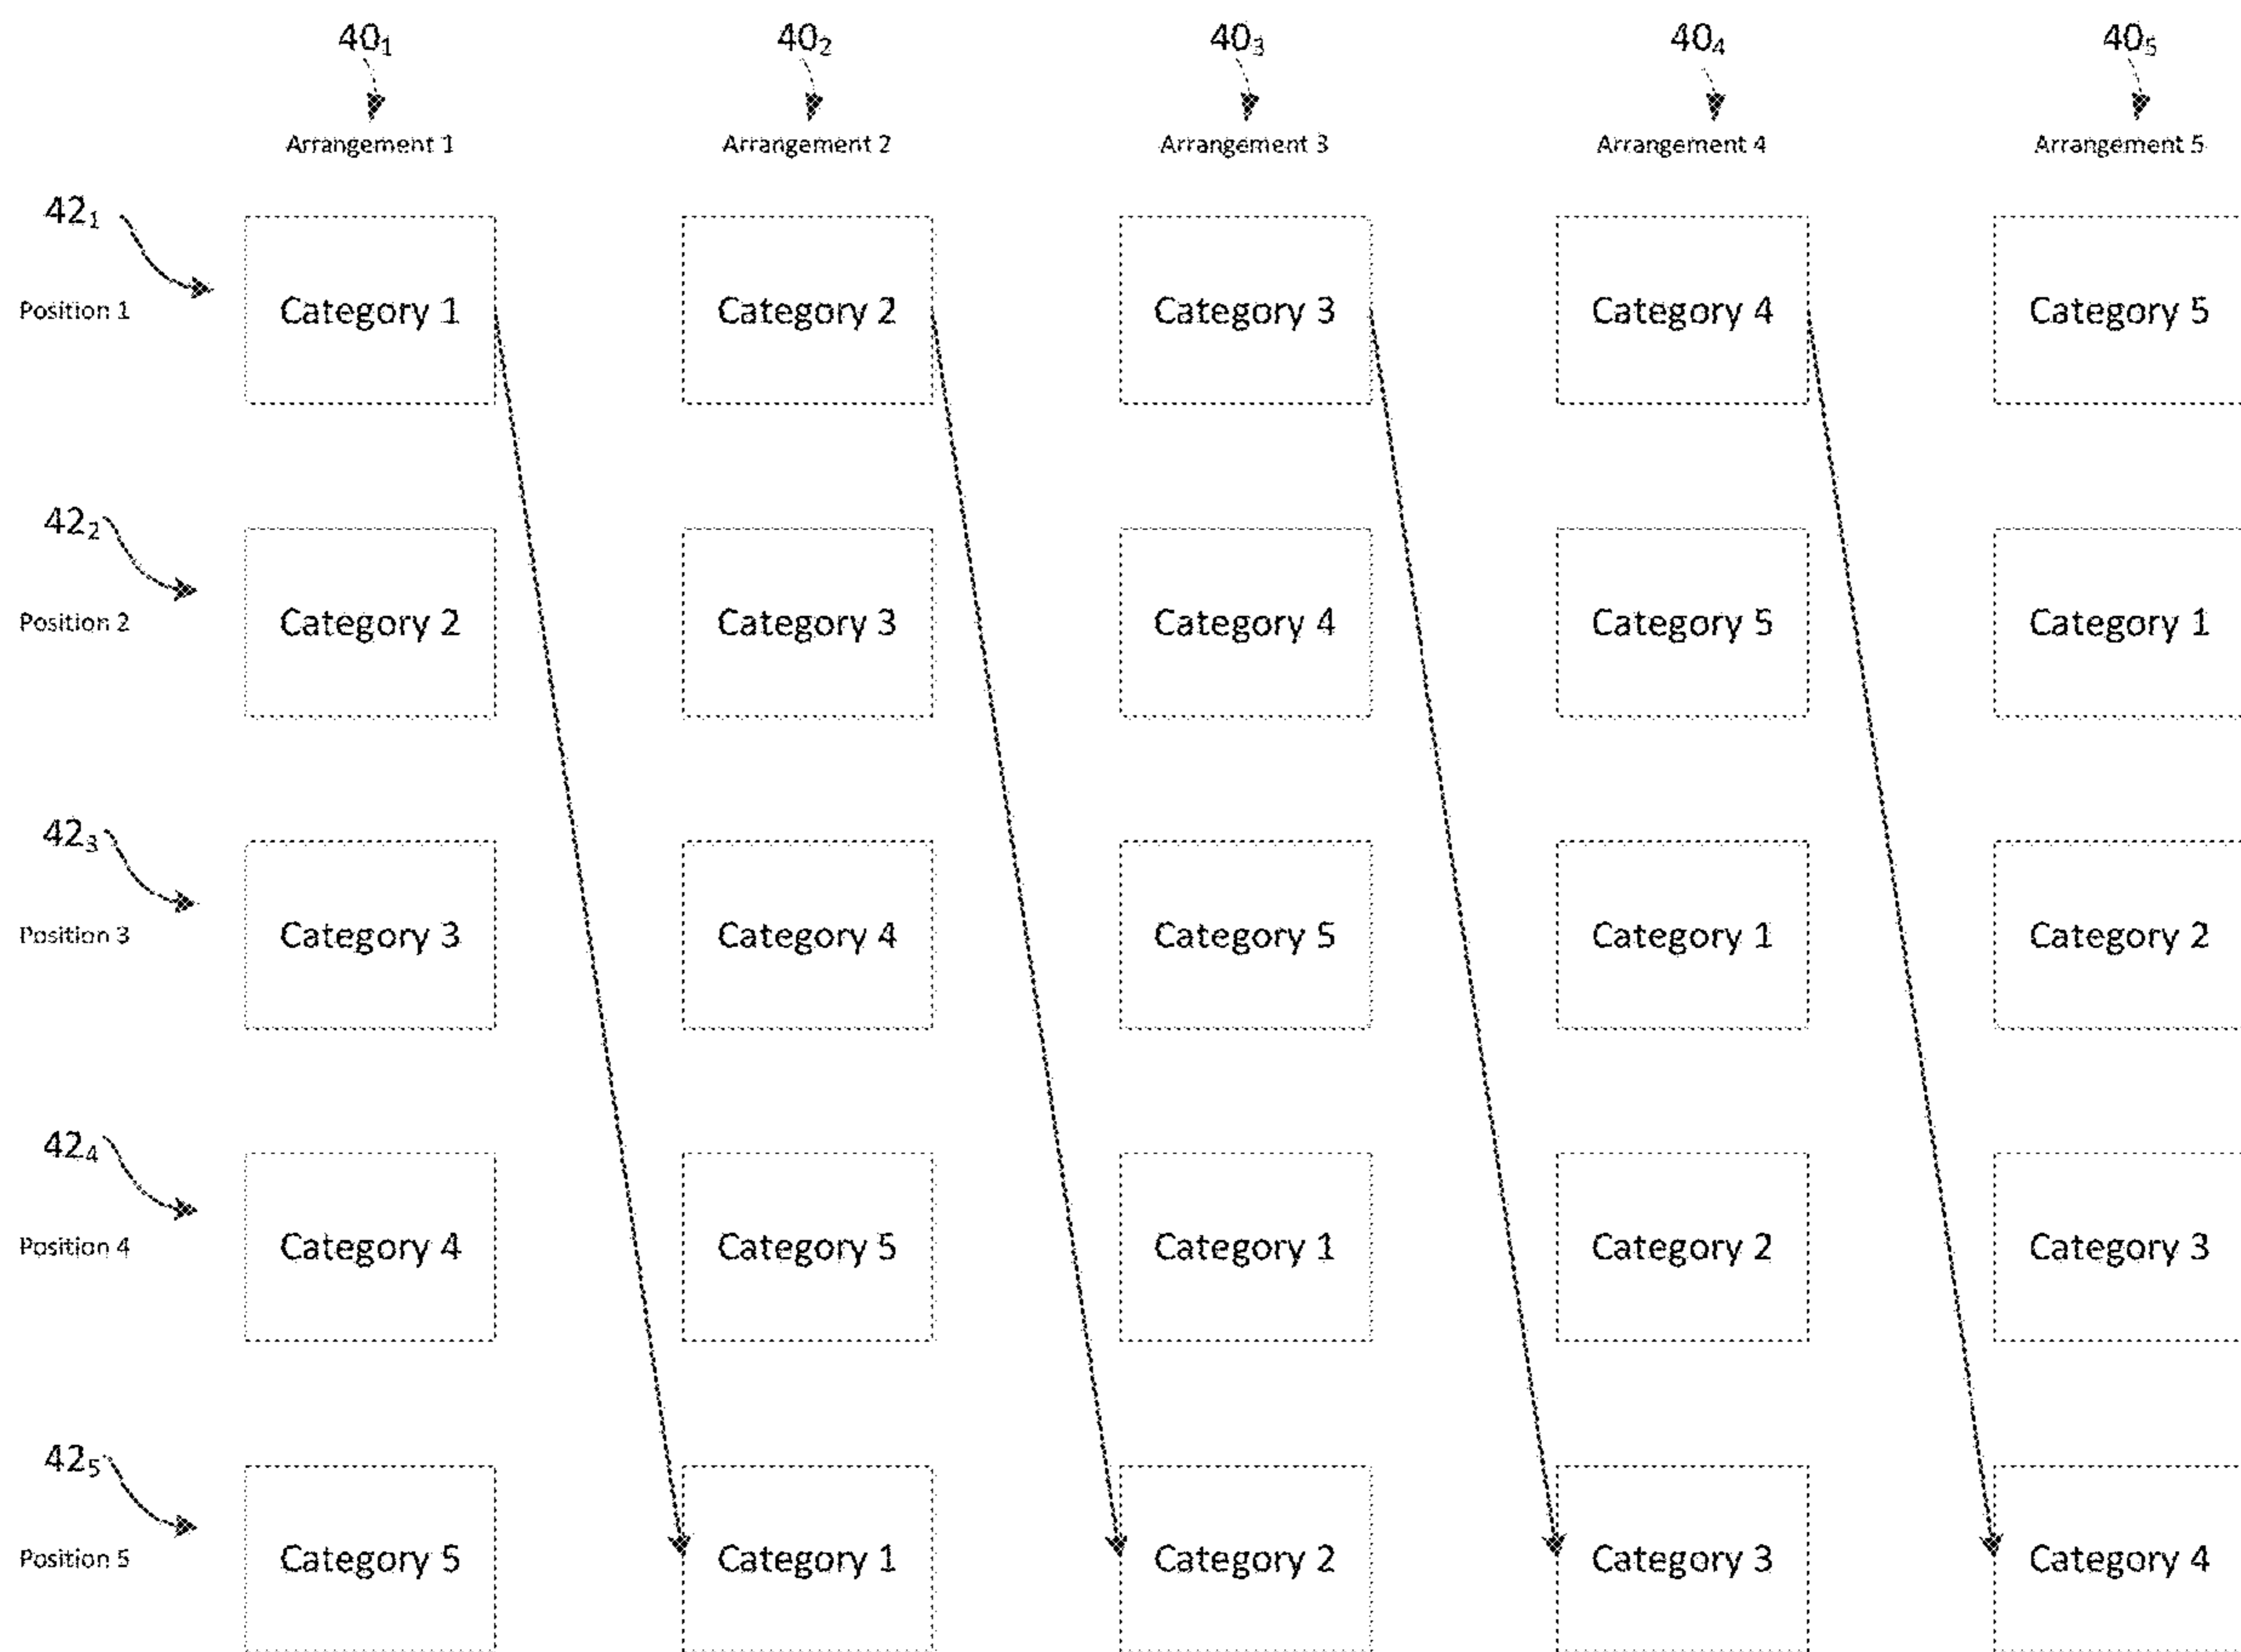 40₁ 40₂ 40₃ 40₄ 40₅
Arrangement 1 Arrangement 2 Arrangement 3 Arrangement 4 Arrangement 5
42₁
Position 1 Category 1 Category 2 Category 3 Category 4 Category 5
42₂
Position 2 Category 2 Category 3 Category 4 Category 5 Category 1
42₃
Position 3 Category 3 Category 4 Category 5 Category 1 Category 2
42₄
Position 4 Category 4 Category 5 Category 1 Category 2 Category 3
42₅
Position 5 Category 5 Category 1 Category 2 Category 3 Category 4